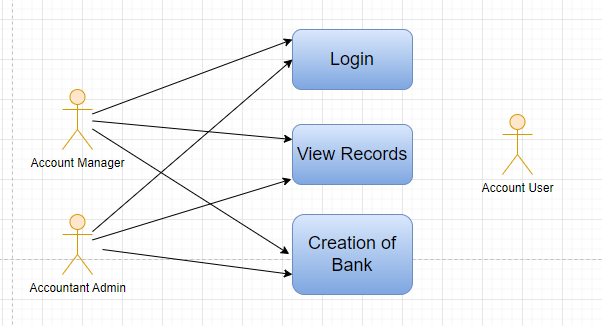 Login
View Records
Account Manager
Account User
Creation of
Bank
Accountant Admin